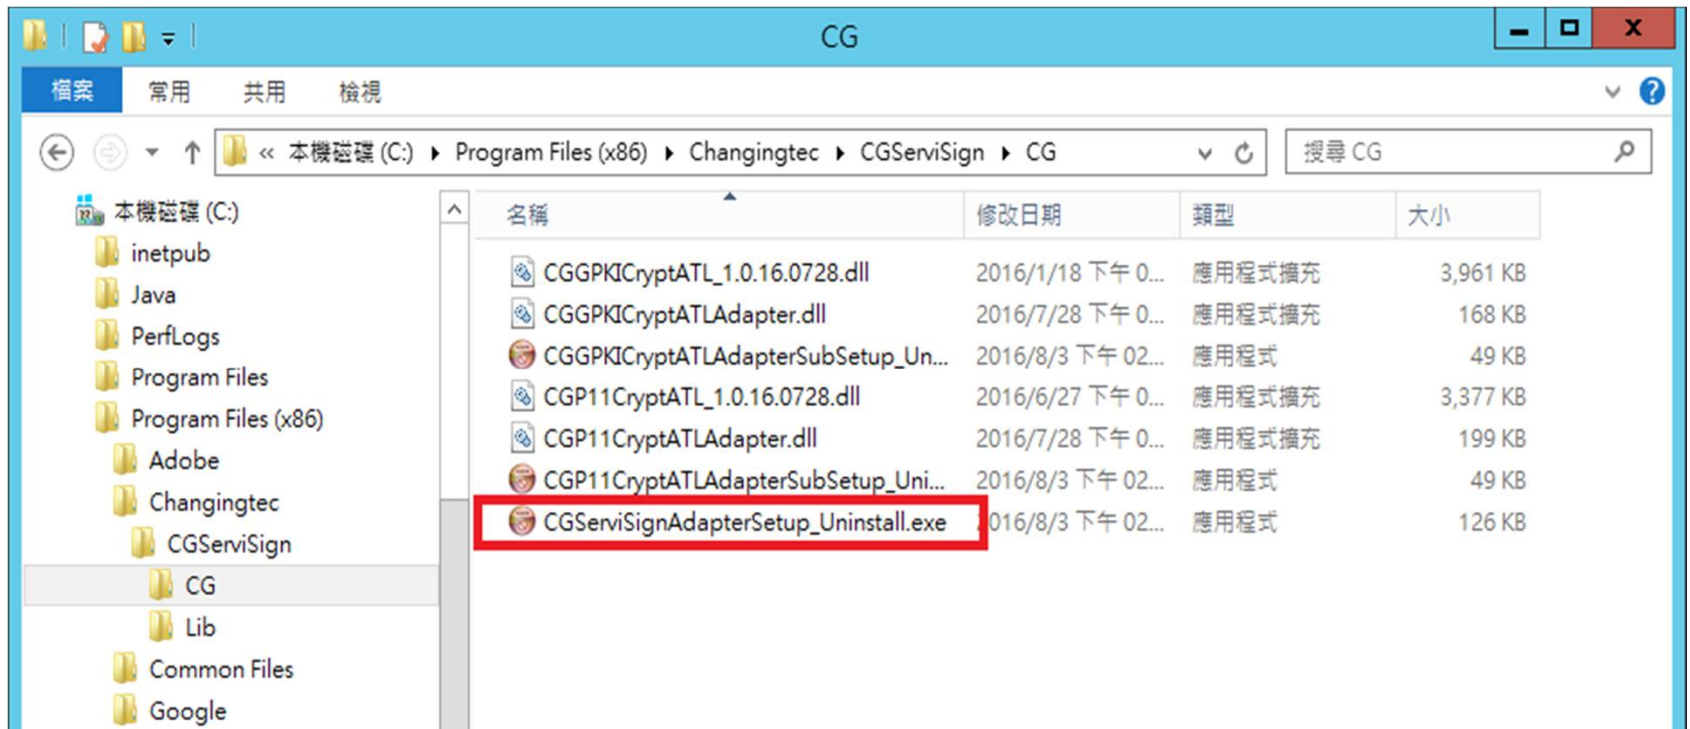 CG
檔案 常用 共用 檢視
« 本機磁碟 (C:) Program Files (x86) Changingtec CGServiSign CG 搜尋 CG
本機磁碟 (C:)
inetpub
Java
PerfLogs
Program Files
Program Files (x86)
Adobe
Changingtec
CGServiSign
CG
Lib
Common Files
Google
名稱 修改日期 類型 大小
CGGPKICryptATL_1.0.16.0728.dll 2016/1/18 下午 0... 應用程式擴充 3,961 KB
CGGPKICryptATLAdapter.dll 2016/7/28 下午 0... 應用程式擴充 168 KB
CGGPKICryptATLAdapterSubSetup_Un... 2016/8/3 下午 02... 應用程式 49 KB
CGP11CryptATL_1.0.16.0728.dll 2016/6/27 下午 0... 應用程式擴充 3,377 KB
CGP11CryptATLAdapter.dll 2016/7/28 下午 0... 應用程式擴充 199 KB
CGP11CryptATLAdapterSubSetup_Uni... 2016/8/3 下午 02... 應用程式 49 KB
CGServiSignAdapterSetup_Uninstall.exe 2016/8/3 下午 02... 應用程式 126 KB